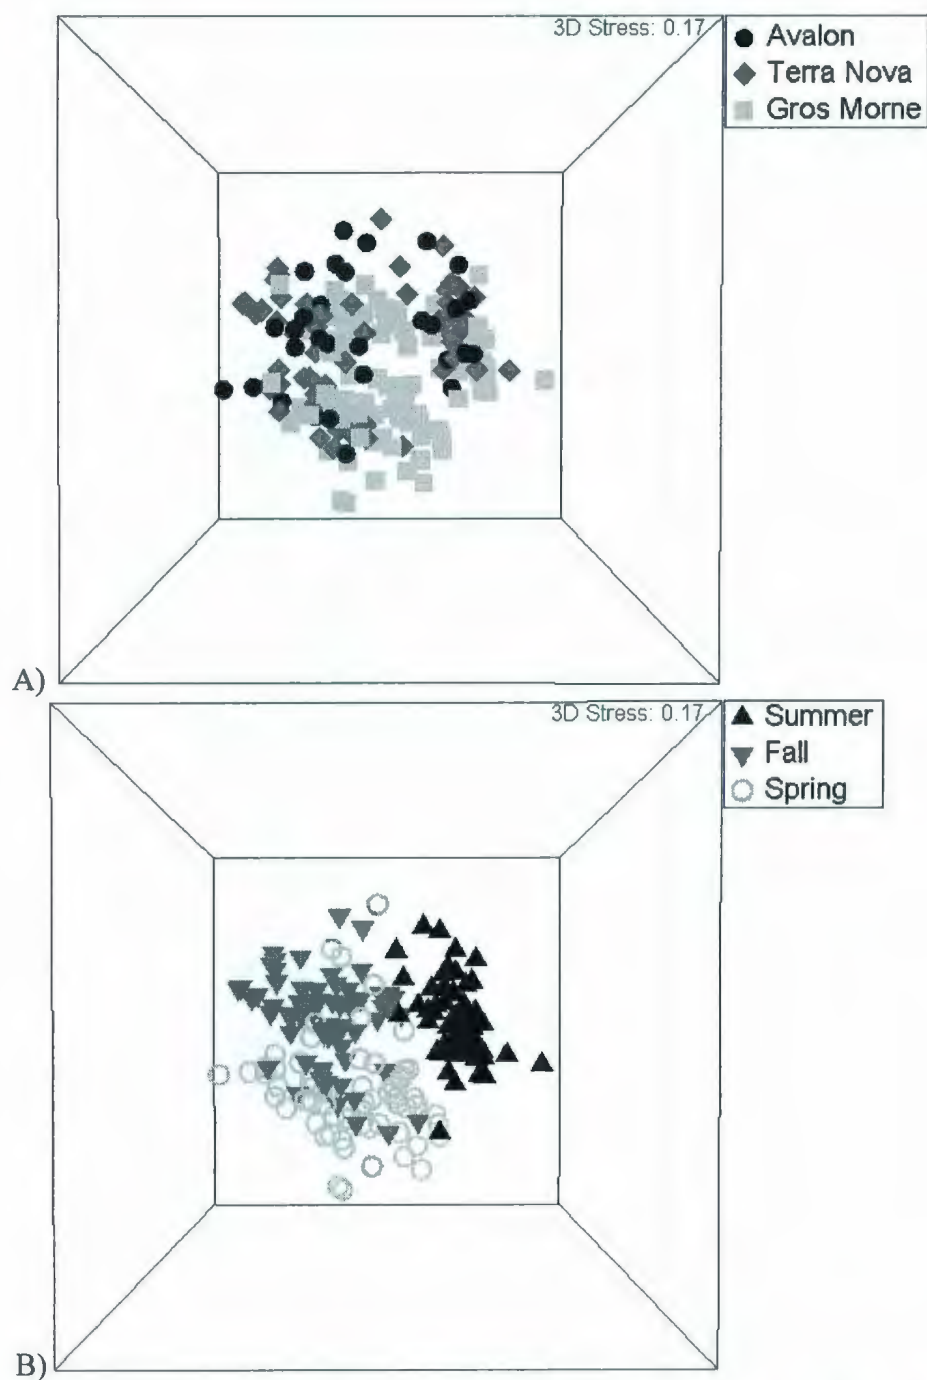 3D Stress: 0.17
Avalon
Terra Nova
Gros Morne
A)
3D Stress: 0.17
Summer
Fall
Spring
B)